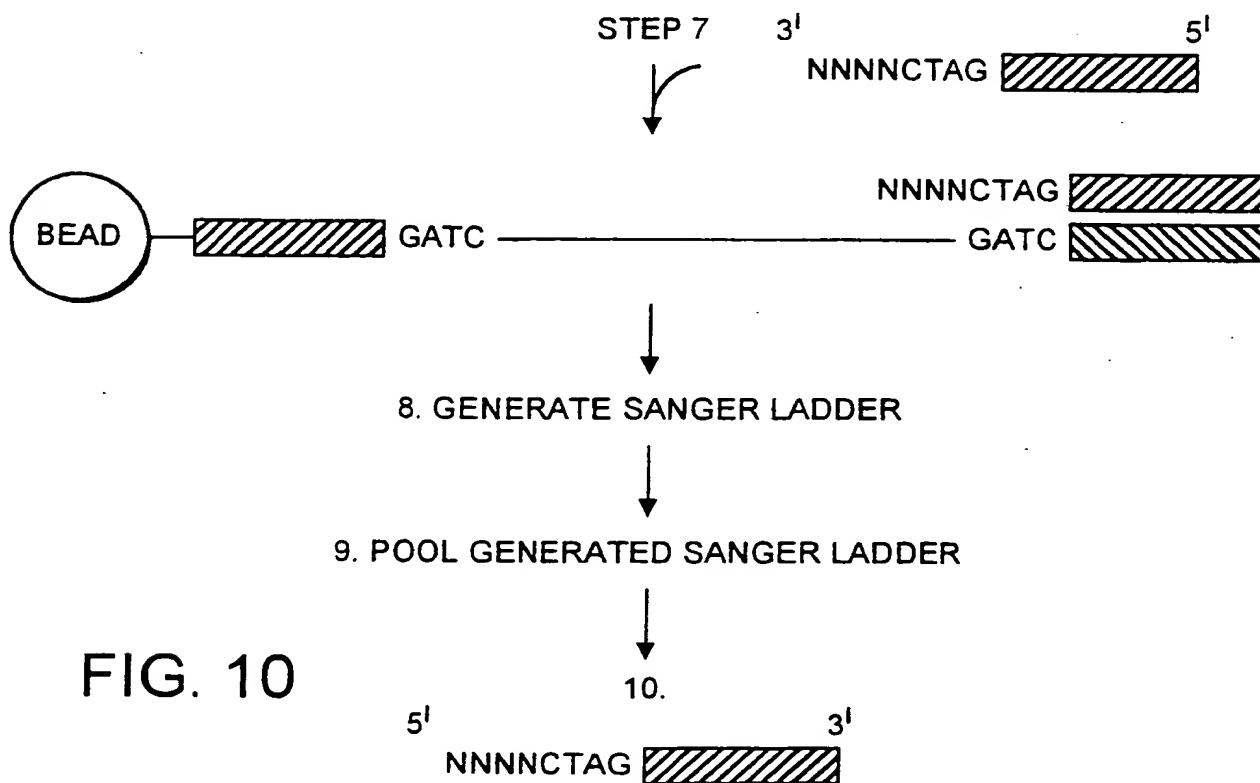 STEP 7 3' 5'
NNNNCTAG
NNNNCTAG
BEAD GATC GATC
8. GENERATE SANGER LADDER
9. POOL GENERATED SANGER LADDER
FIG. 10
10.
5' 3'
NNNNCTAG